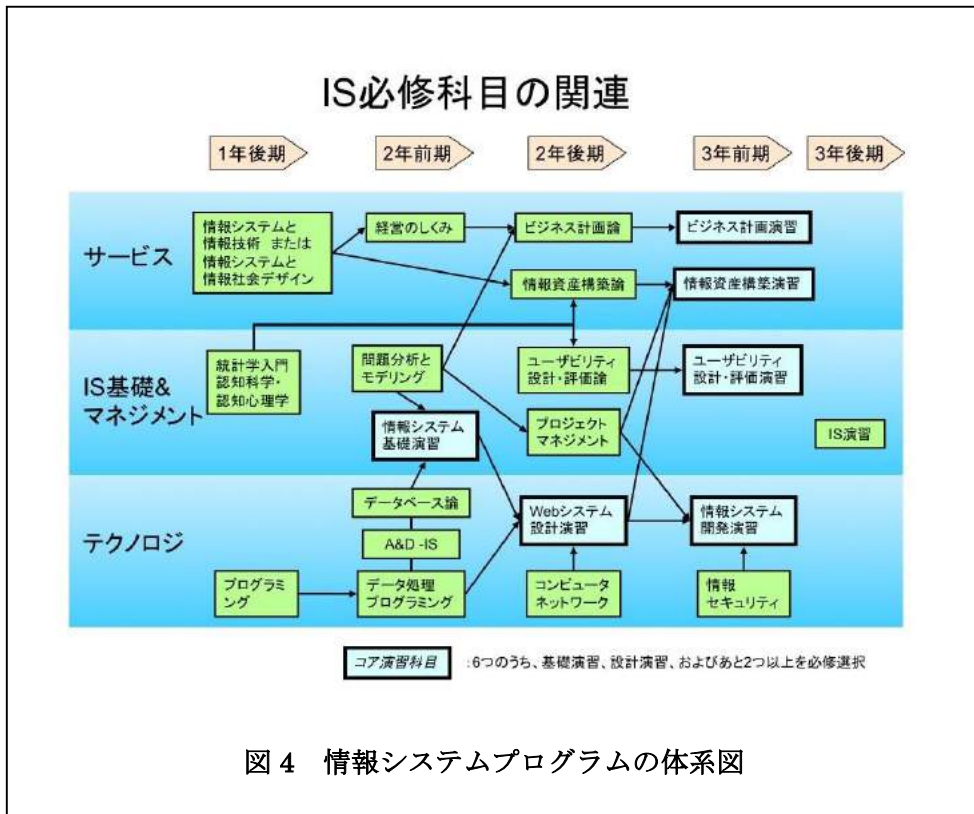 IS必修科目の関連
1年後期
2年前期
2年後期
3年前期
3年後期
サービス
情報システムと
情報技術 または
情報システムと
情報社会デザイン
経営のしくみ
ビジネス計画論
ビジネス計画演習
情報資産構築論
情報資産構築演習
IS基礎&
マネジメント
統計学入門
認知科学・
認知心理学
問題分析と
モデリング
ユーザビリティ
設計・評価論
ユーザビリティ
設計・評価演習
情報システム
基礎演習
プロジェクト
マネジメント
IS演習
テクノロジ
データベース論
Webシステム
設計演習
情報システム
開発演習
A&D-IS
プログラミ
ング
データ処理
プログラミング
コンピュータ
ネットワーク
情報
セキュリティ
コア演習科目 :6つのうち、基礎演習、設計演習、およびあと2つ以上を必修選択
図4 情報システムプログラムの体系図